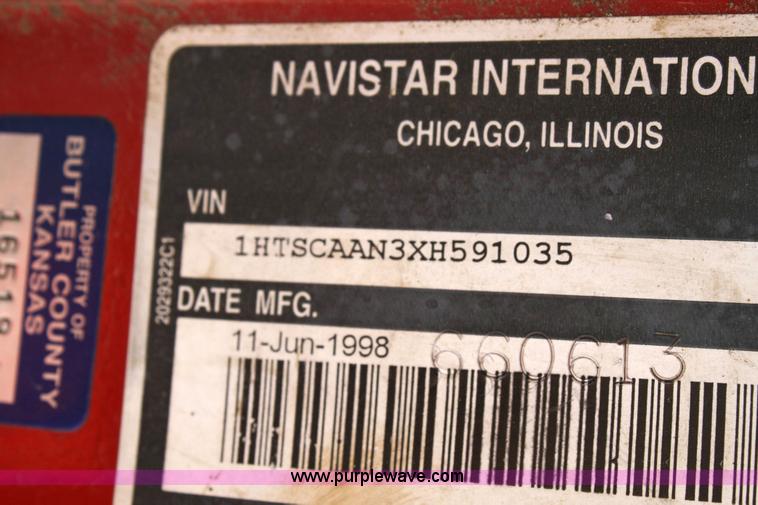 NAVISTAR INTERNATION
CHICAGO, ILLINOIS
VIN
1HTSCAAN3XH591035
2029322C1
DATE MFG.
11-Jun-1998 660613
PROPERTY OF
BUTLER COUNTY
KANSAS
16518
www.purplewave.com